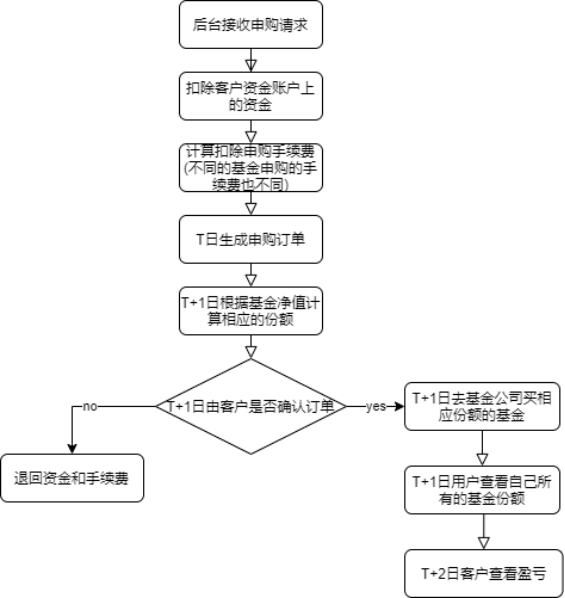 后台接收申购请求
扣除客户资金账户上
的资金
计算扣除申购手续费
(不同的基金申购的手
续费也不同)
T日生成申购订单
T+1日根据基金净值计
算相应的份额
T+1日由客户是否确认订单
no
yes
T+1日去基金公司买相
应份额的基金
退回资金和手续费
T+1日用户查看自己所
有的基金份额
T+2日客户查看盈亏